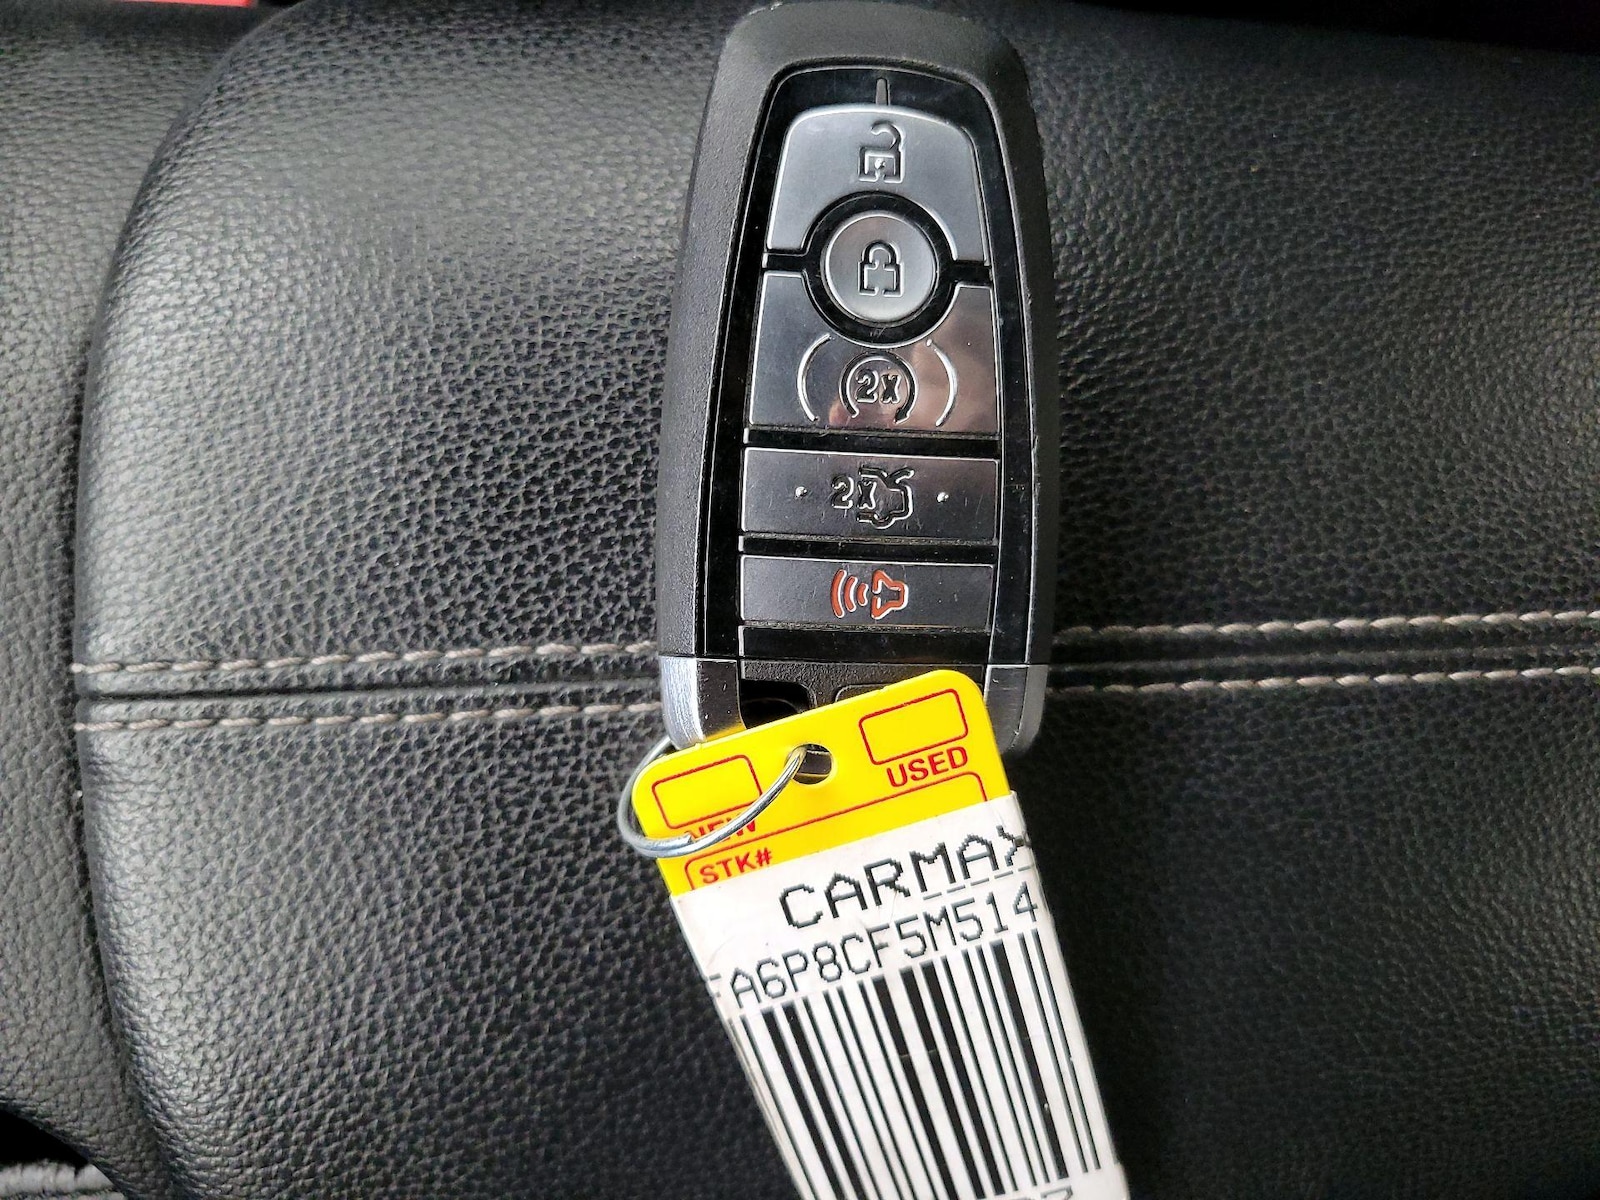 2x
2x
USED
NEW
STK#
CARMAX
FA6P8CF5M514